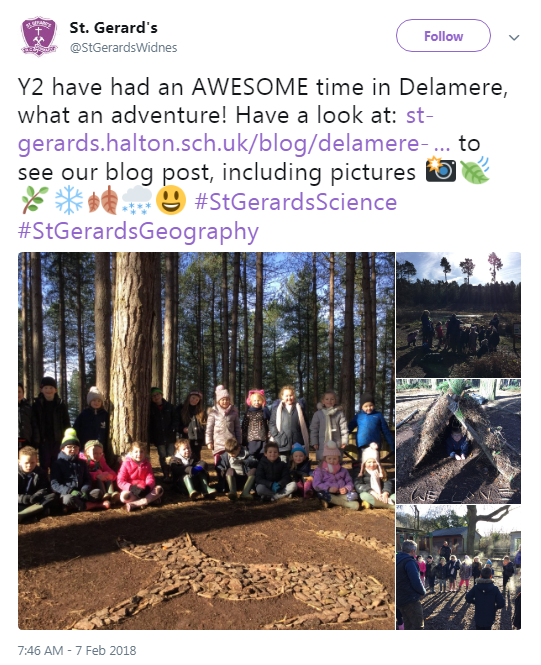 St. Gerard's
@StGerardsWidnes
Follow
Y2 have had an AWESOME time in Delamere,
what an adventure! Have a look at: st-
gerards.halton.sch.uk/blog/delamere-… to
see our blog post, including pictures 📸🍃
🌿❄️🍂🌨️😃 #StGerardsScience
#StGerardsGeography
7:46 AM - 7 Feb 2018